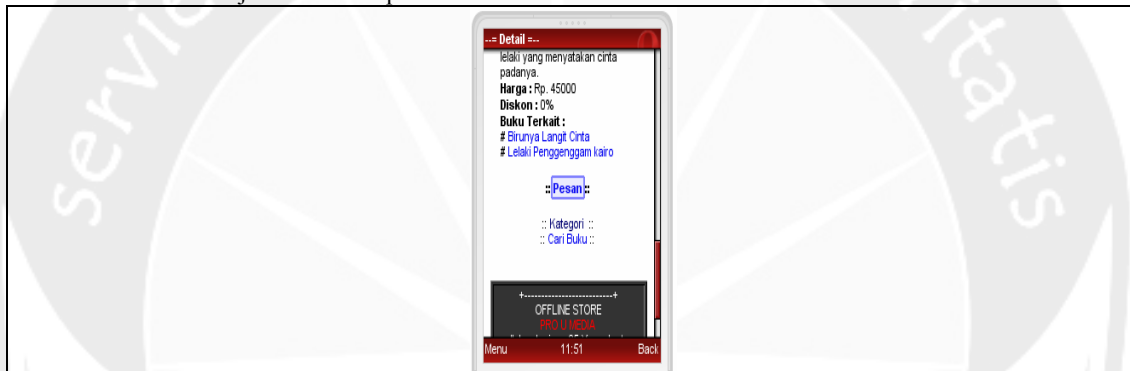 --= Detail =--
lelaki yang menyatakan cinta
padanya.
Harga : Rp. 45000
Diskon : 0%
Buku Terkait :
# Birunya Langit Cinta
# Lelaki Penggenggam kairo
:: Pesan ::
:: Kategori ::
:: Cari Buku ::
+--------------------------+
OFFLINE STORE
PRO U MEDIA
Menu 11:51 Back